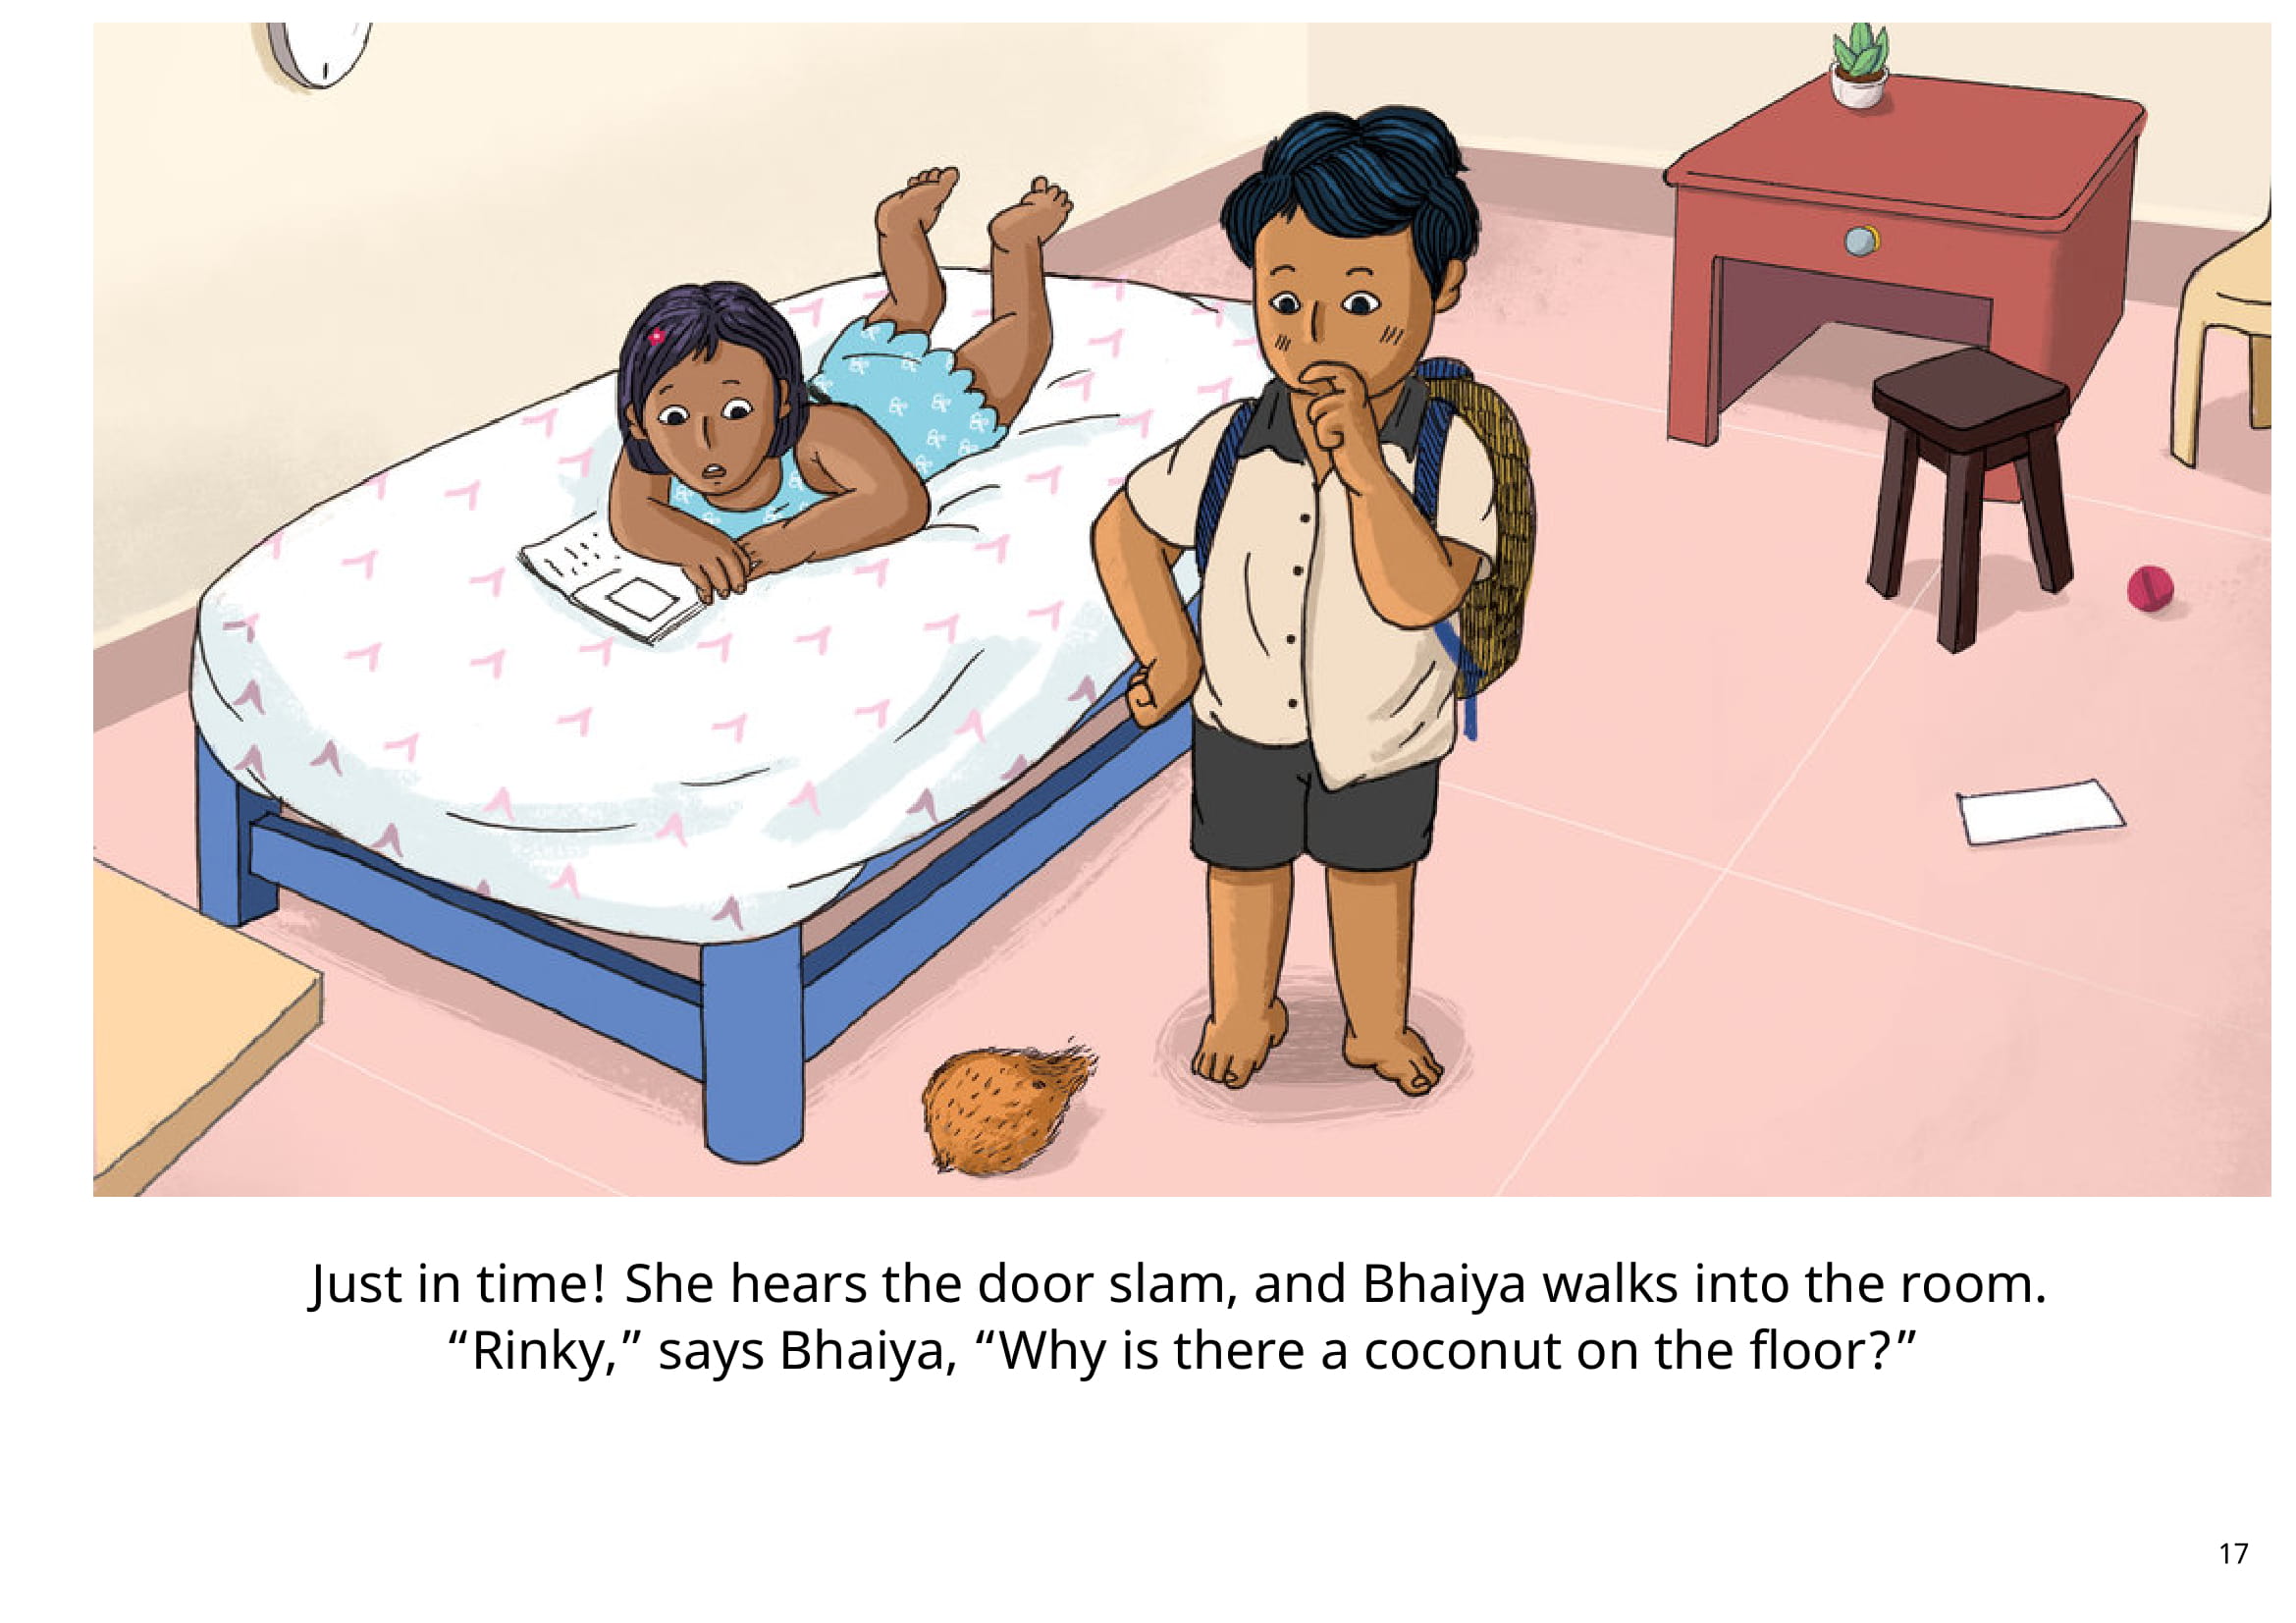 Just in time! She hears the door slam, and Bhaiya walks into the room.
“Rinky,” says Bhaiya, “Why is there a coconut on the floor?”
17